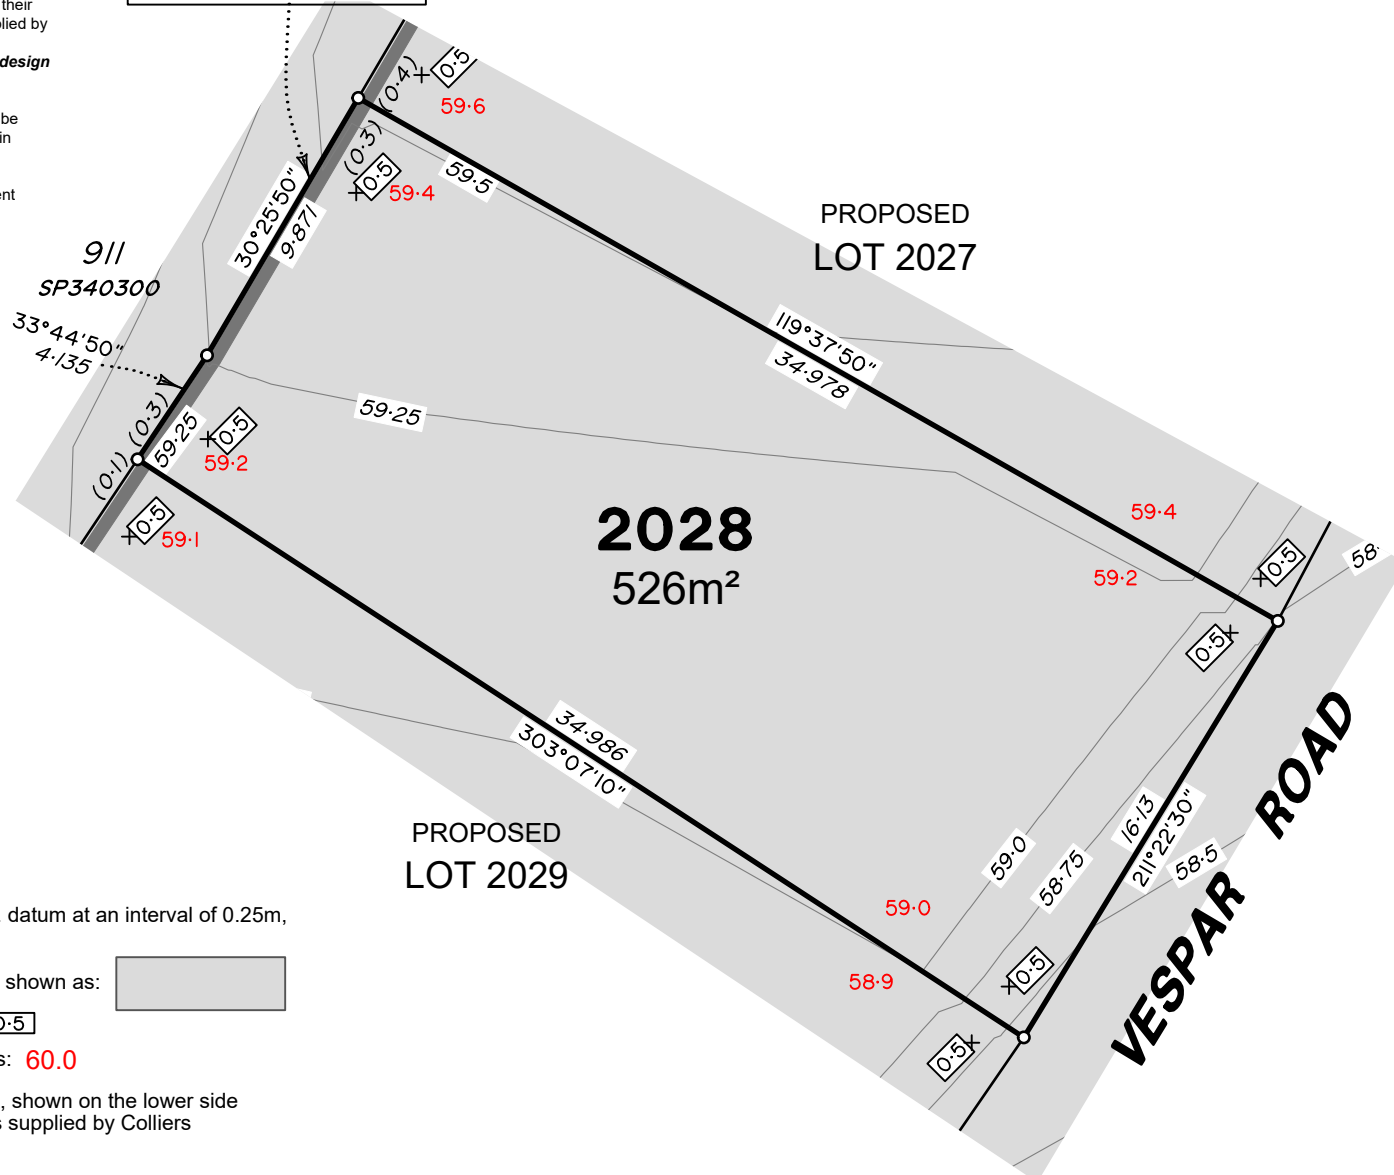 their
plied by
design
be
in
ent
0·5
(0·4)
59·6
(0·3)
0·5
59·4
59·5
30°25'50"
9·871
PROPOSED
LOT 2027
911
SP340300
33°44'50"
4·135
119°37'50"
34·978
59·25
(0·3)
59·25
0·5
59·2
(0·1)
0·5
59·1
2028
526m²
59·4
59·2
0·5
58·
0·5
34·986
303°07'10"
PROPOSED
LOT 2029
59·0
58·75
16·13
211°22'30"
58·5
VESPAR ROAD
59·0
58·9
0·5
0·5
datum at an interval of 0.25m,
shown as:
0·5
s: 60.0
, shown on the lower side
s supplied by Colliers